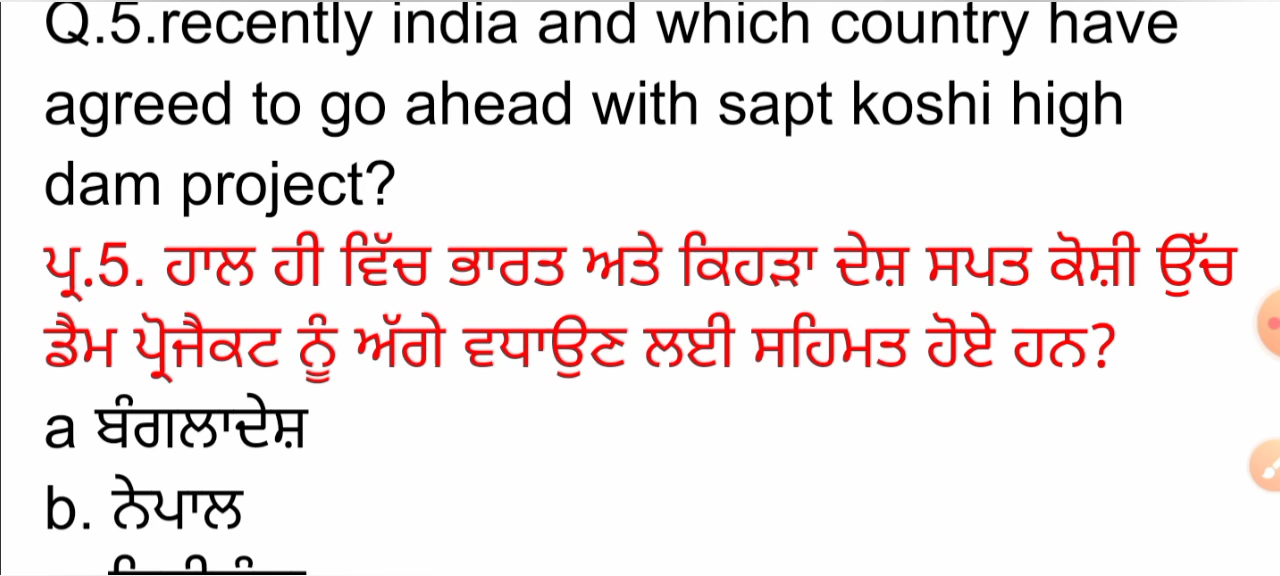 Q.5.recently india and which country have
agreed to go ahead with sapt koshi high
dam project?
ਪ੍ਰ.5. ਹਾਲ ਹੀ ਵਿੱਚ ਭਾਰਤ ਅਤੇ ਕਿਹੜਾ ਦੇਸ਼ ਸਪਤ ਕੋਸ਼ੀ ਉੱਚ
ਡੈਮ ਪ੍ਰੋਜੈਕਟ ਨੂੰ ਅੱਗੇ ਵਧਾਉਣ ਲਈ ਸਹਿਮਤ ਹੋਏ ਹਨ?
a ਬੰਗਲਾਦੇਸ਼
b. ਨੇਪਾਲ